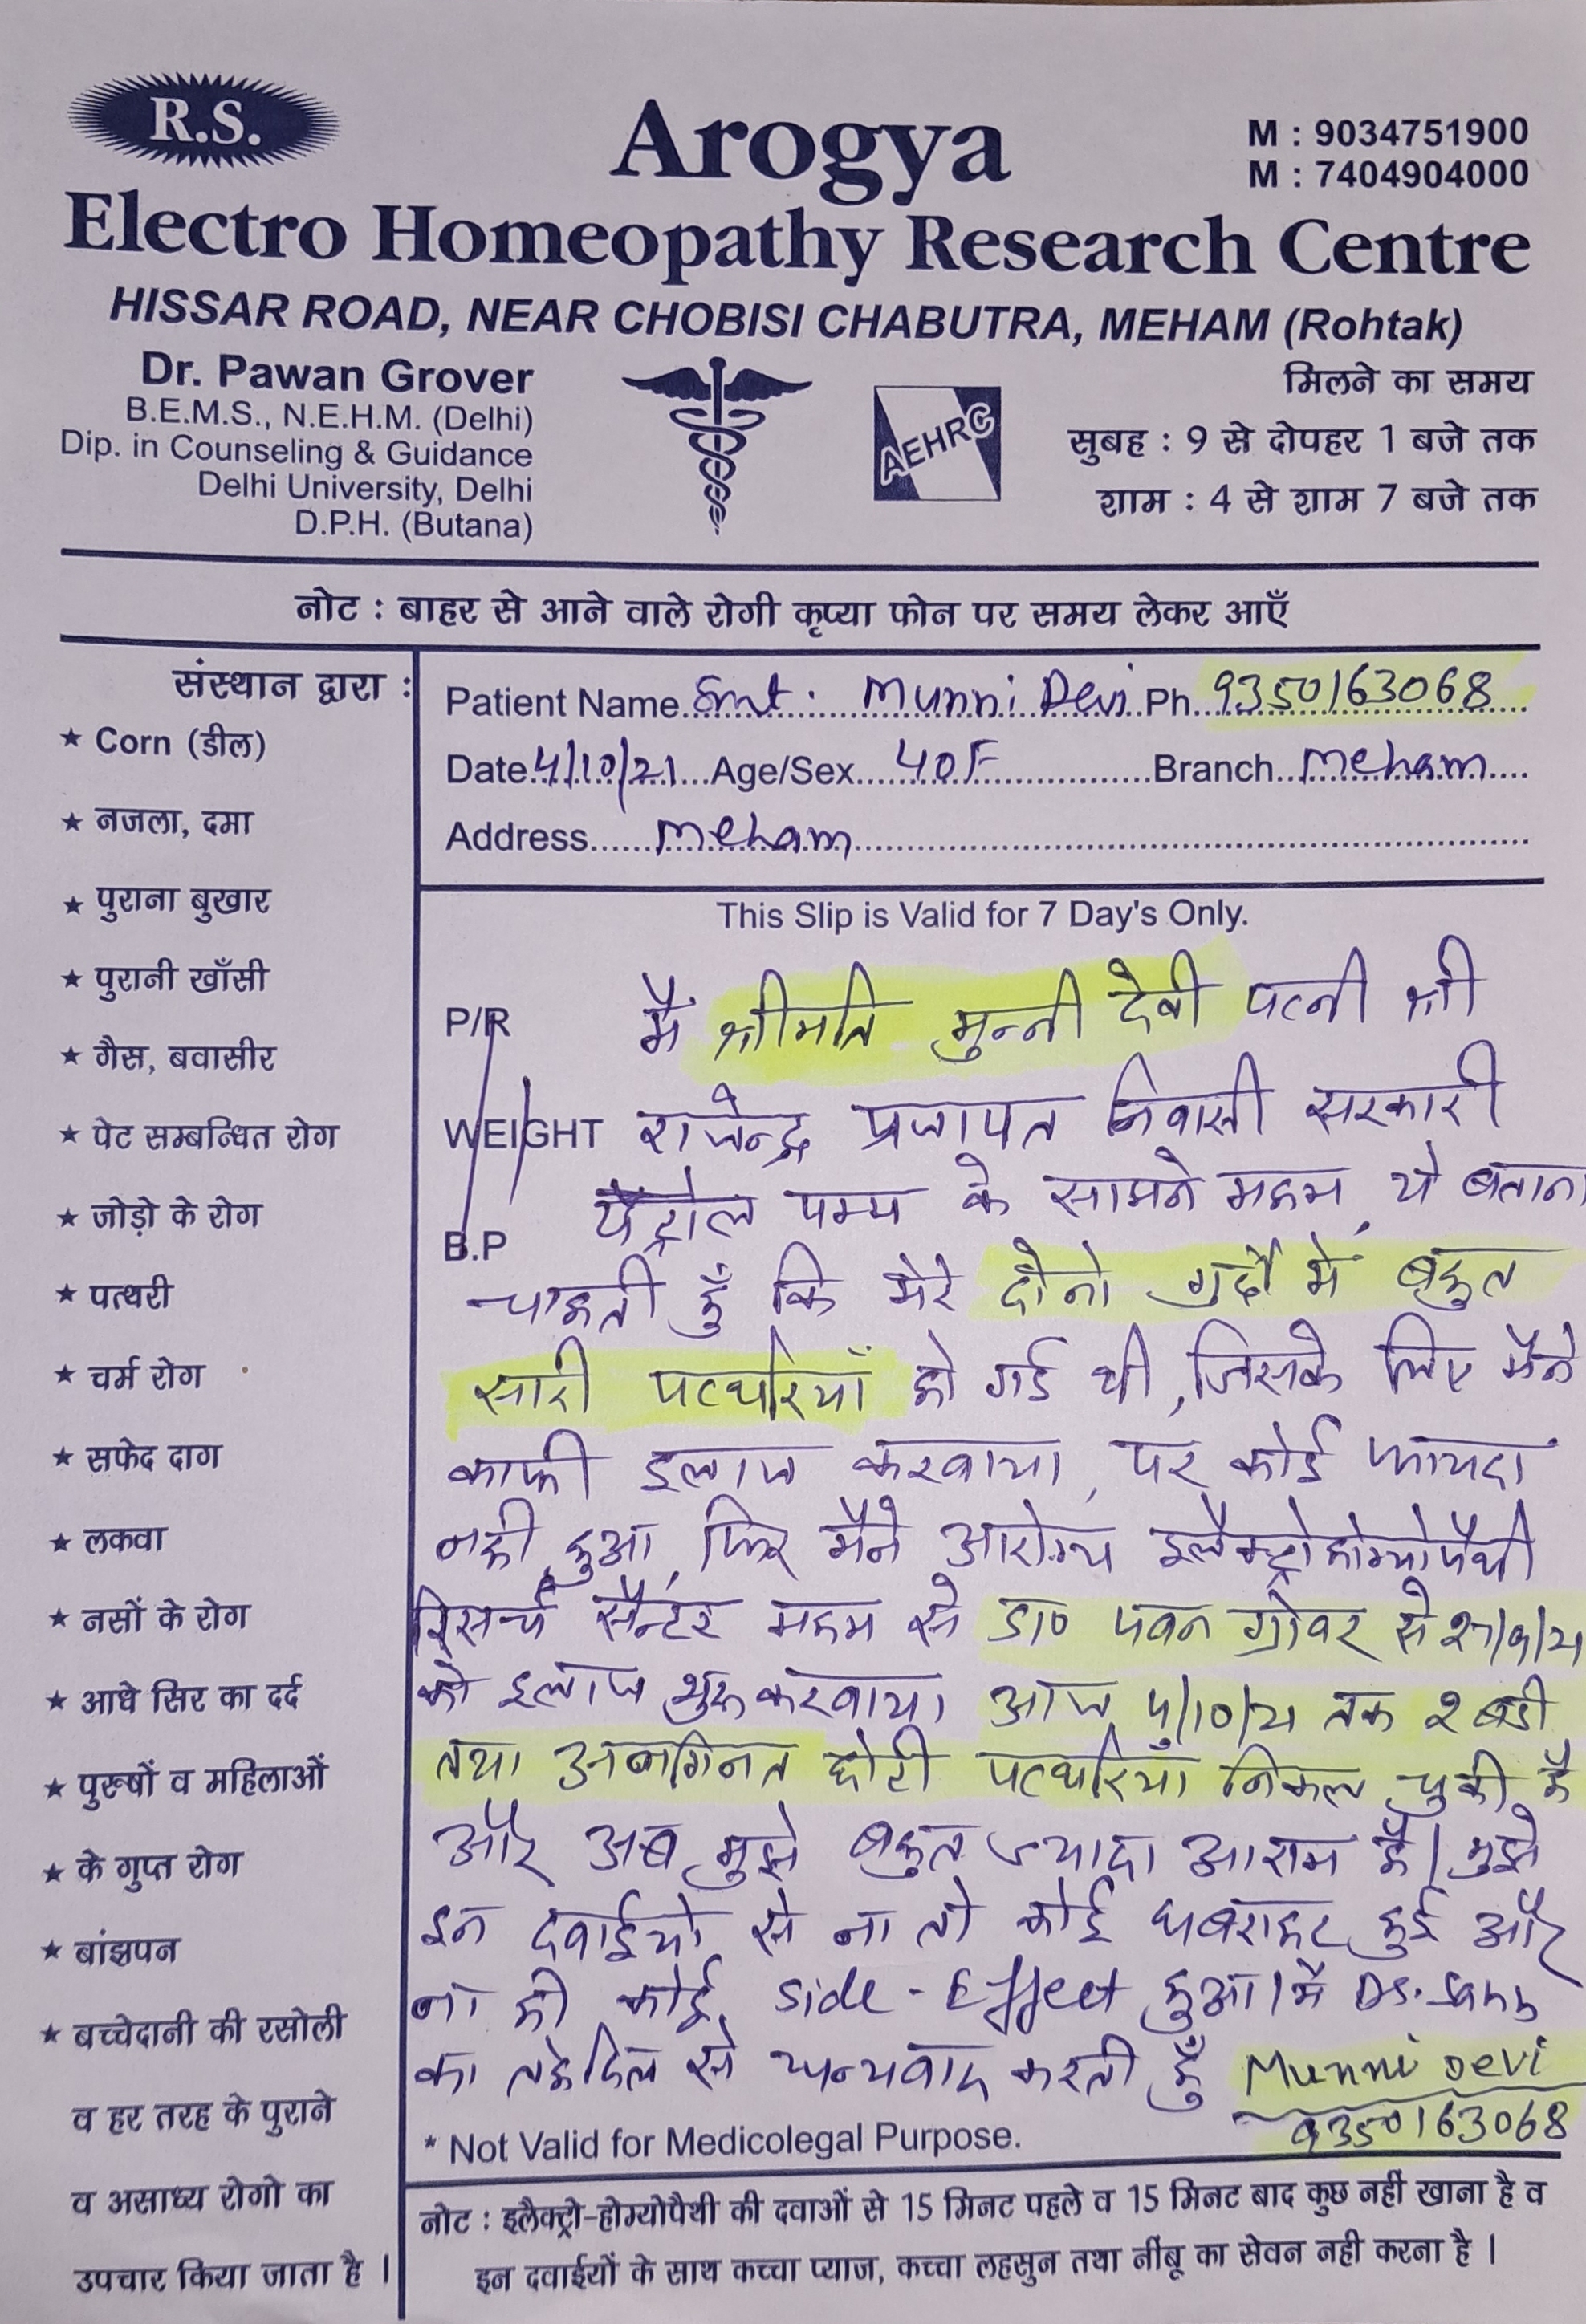 R.S.
Arogya
M : 9034751900
M : 7404904000
Electro Homeopathy Research Centre
HISSAR ROAD, NEAR CHOBISI CHABUTRA, MEHAM (Rohtak)
Dr. Pawan Grover
B.E.M.S., N.E.H.M. (Delhi)
Dip. in Counseling & Guidance
Delhi University, Delhi
D.P.H. (Butana)
AEHRC
मिलने का समय
सुबह : 9 से दोपहर 1 बजे तक
शाम : 4 से शाम 7 बजे तक
नोट : बाहर से आने वाले रोगी कृप्या फोन पर समय लेकर आएँ
संस्थान द्वारा :
★ Corn (डील)
★ नजला, दमा
★ पुराना बुखार
★ पुरानी खाँसी
★ गैस, बवासीर
★ पेट सम्बन्धित रोग
★ जोड़ो के रोग
★ पत्थरी
★ चर्म रोग
★ सफेद दाग
★ लकवा
★ नसों के रोग
★ आधे सिर का दर्द
★ पुरूषों व महिलाओं
★ के गुप्त रोग
★ बांझपन
★ बच्चेदानी की रसोली
व हर तरह के पुराने
व असाध्य रोगो का
उपचार किया जाता है ।
Patient Name Smt. Munni Devi Ph. 9350163068
Date 4/10/21 Age/Sex 40F Branch Meham
Address Meham
This Slip is Valid for 7 Day's Only.
P/R
WEIGHT
B.P
मैं श्रीमति मुन्नी देवी पत्नी श्री
राजेन्द्र प्रजापत निवासी सरकारी
पैट्रोल पम्प के सामने महम, ये बताना
चाहती हूँ कि मेरे दोनो गुर्दो मे बहुत
सारी पत्थरियाँ हो गई थी, जिसके लिए मैने
काफी इलाज करवाया, पर कोई फायदा
नही हुआ, फिर मैने आरोग्य इलैक्ट्रोहोम्योपैथी
रिसर्च सैन्टर महम से डा० पवन ग्रोवर से
को इलाज शुरू करवाया। आज 4/10/21 तक 2 बडी
तथा अनगिनत छोटी पत्थरियाँ निकल चुकी है
और अब मुझे बहुत ज्यादा आराम है। मुझे
इन दवाईयो से ना तो कोई घबराहट हुई और
ना ही कोई side-Effect हुआ। मै Dr. Sahb
का तहेदिल से धन्यवाद करती हूँ
Munni Devi
9350163068
* Not Valid for Medicolegal Purpose.
नोट : इलैक्ट्रो-होम्योपैथी की दवाओं से 15 मिनट पहले व 15 मिनट बाद कुछ नही खाना है व
इन दवाईयों के साथ कच्चा प्याज, कच्चा लहसुन तथा नींबू का सेवन नही करना है ।